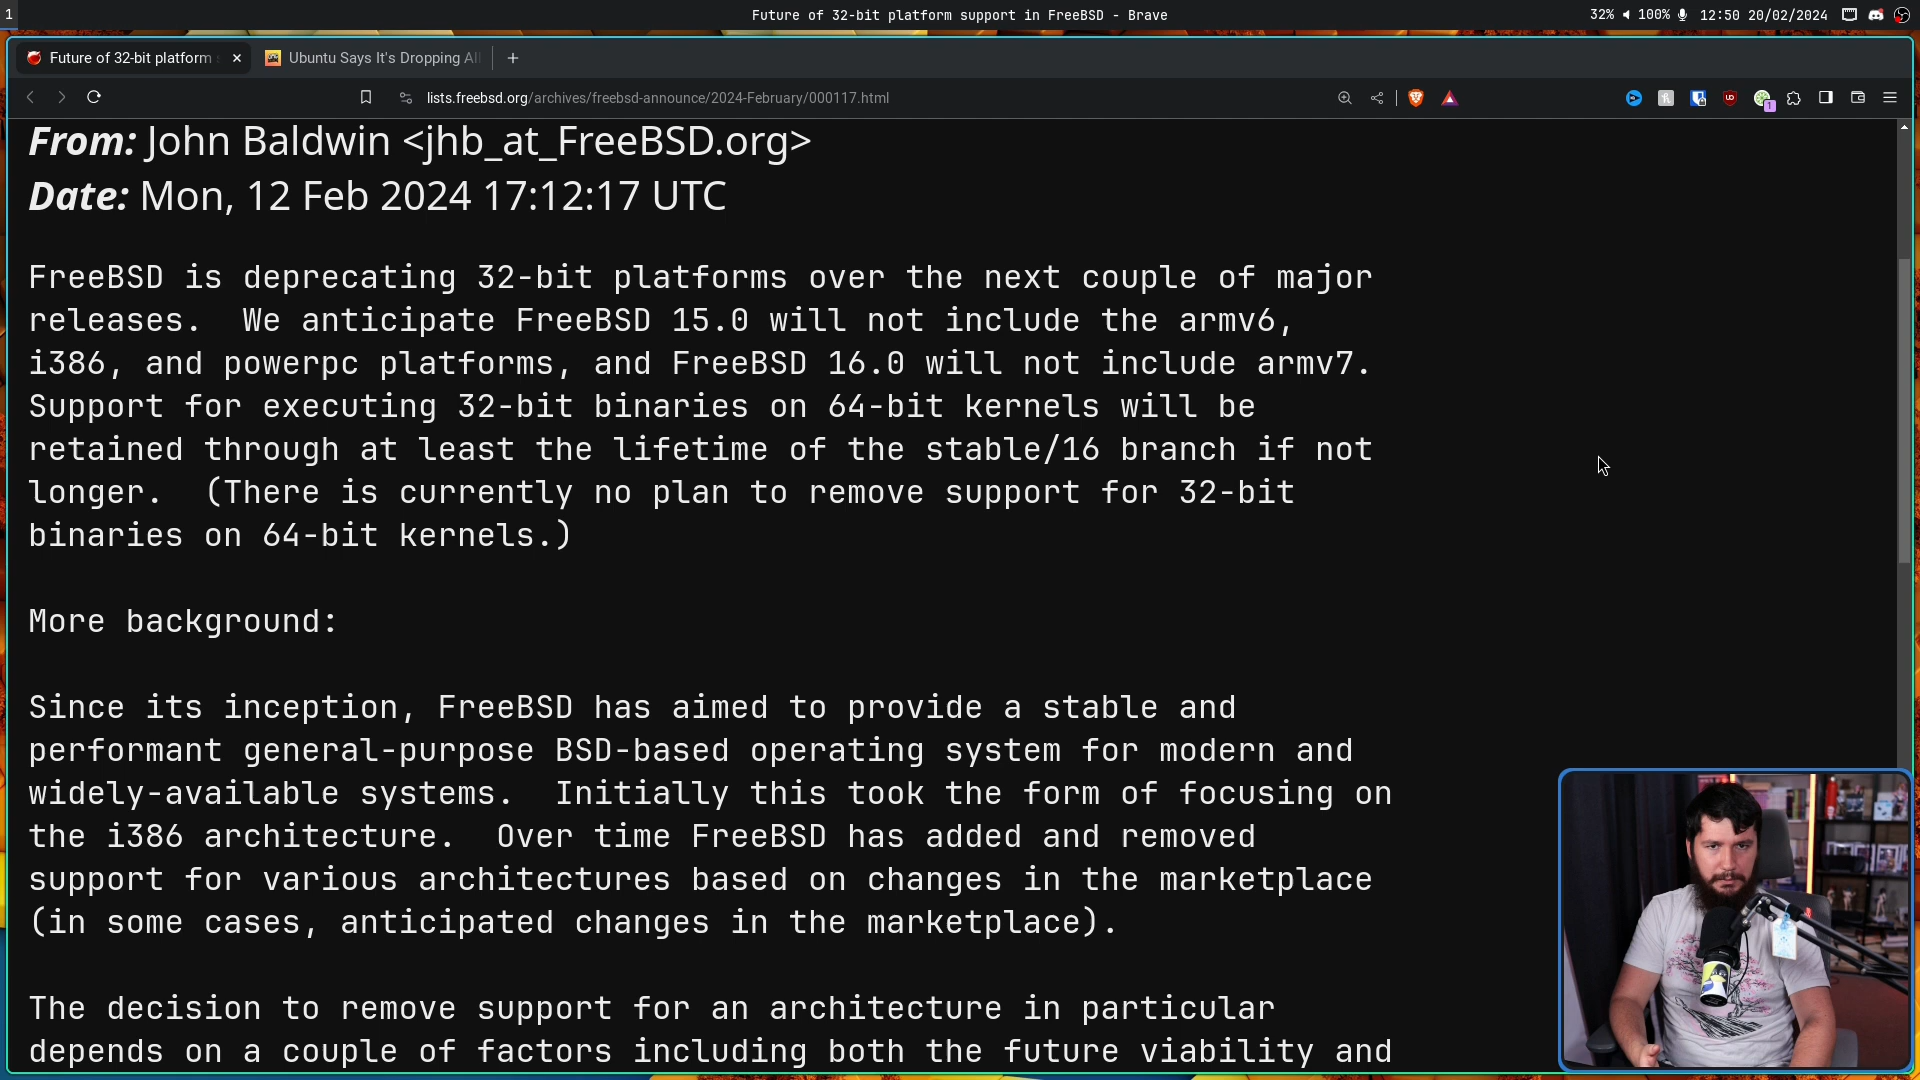 1
Future of 32-bit platform support in FreeBSD - Brave
32% 100% 12:50 20/02/2024
Future of 32-bit platform
Ubuntu Says It's Dropping All
lists.freebsd.org/archives/freebsd-announce/2024-February/000117.html
1
From: John Baldwin <jhb_at_FreeBSD.org>
Date: Mon, 12 Feb 2024 17:12:17 UTC
FreeBSD is deprecating 32-bit platforms over the next couple of major
releases.  We anticipate FreeBSD 15.0 will not include the armv6,
i386, and powerpc platforms, and FreeBSD 16.0 will not include armv7.
Support for executing 32-bit binaries on 64-bit kernels will be
retained through at least the lifetime of the stable/16 branch if not
longer.  (There is currently no plan to remove support for 32-bit
binaries on 64-bit kernels.)
More background:
Since its inception, FreeBSD has aimed to provide a stable and
performant general-purpose BSD-based operating system for modern and
widely-available systems.  Initially this took the form of focusing on
the i386 architecture.  Over time FreeBSD has added and removed
support for various architectures based on changes in the marketplace
(in some cases, anticipated changes in the marketplace).
The decision to remove support for an architecture in particular
depends on a couple of factors including both the future viability and